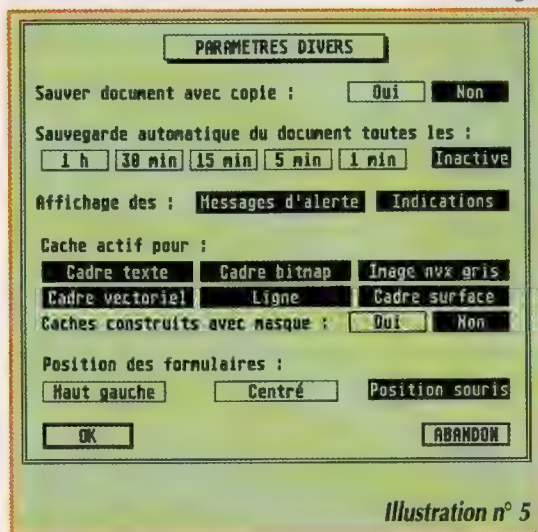 PARAMETRES DIVERS
Sauver document avec copie : Oui Non
Sauvegarde automatique du document toutes les :
1 h 30 min 15 min 5 min 1 min Inactive
Affichage des : Messages d'alerte Indications
Cache actif pour :
Cadre texte Cadre bitmap Image nvx gris
Cadre vectoriel Ligne Cadre surface
Caches construits avec masque : Oui Non
Position des formulaires :
Haut gauche Centré Position souris
OK ABANDON
Illustration n° 5